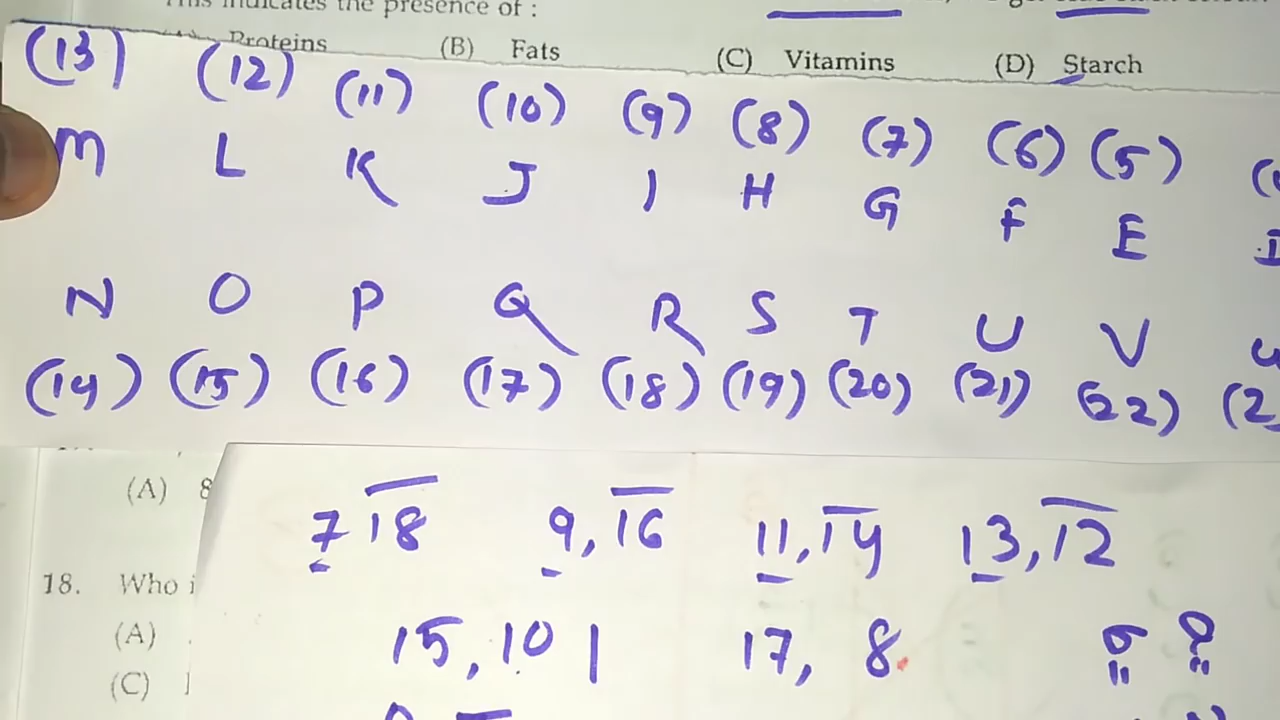 This indicates the presence of :
(A) Proteins (B) Fats (C) Vitamins (D) Starch
(13) (12) (11) (10) (9) (8) (7) (6) (5)
M L K J I H G F E
N O P Q R S T U V
(14) (15) (16) (17) (18) (19) (20) (21) (22)
(A) 8
7 18 9, 16 11, 14 13, 12
18. Who
15, 10 | 17, 8
(A)
(C)